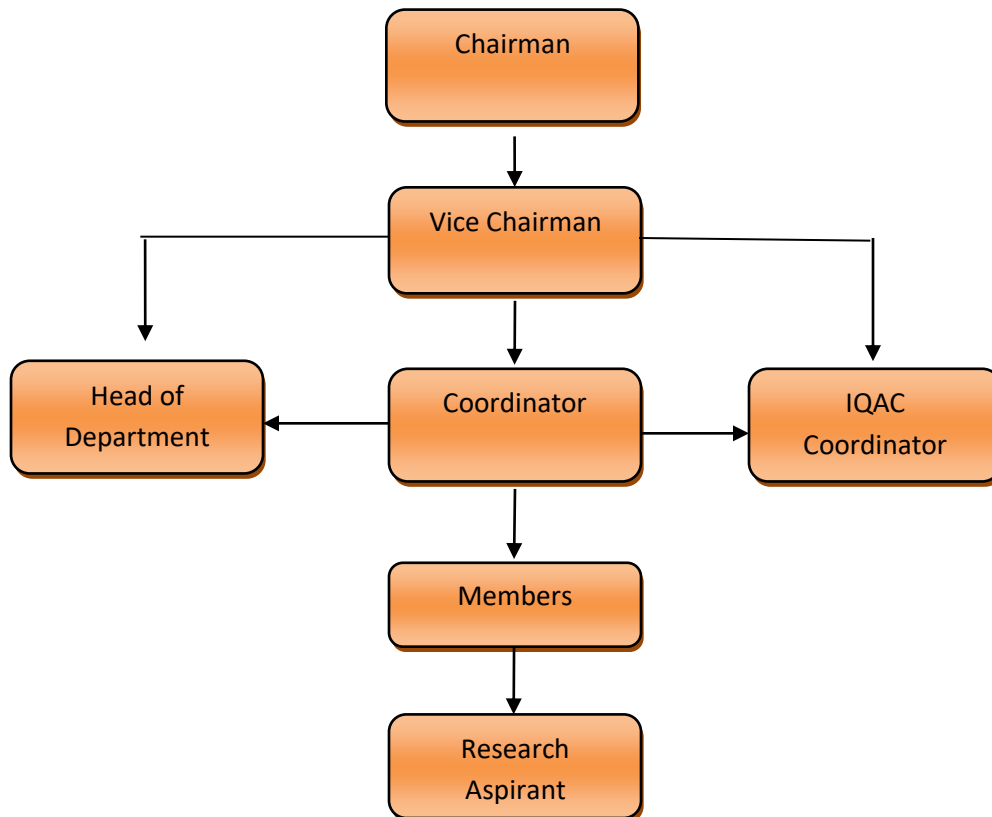 Chairman
Vice Chairman
Head of
Department
Coordinator
IQAC
Coordinator
Members
Research
Aspirant